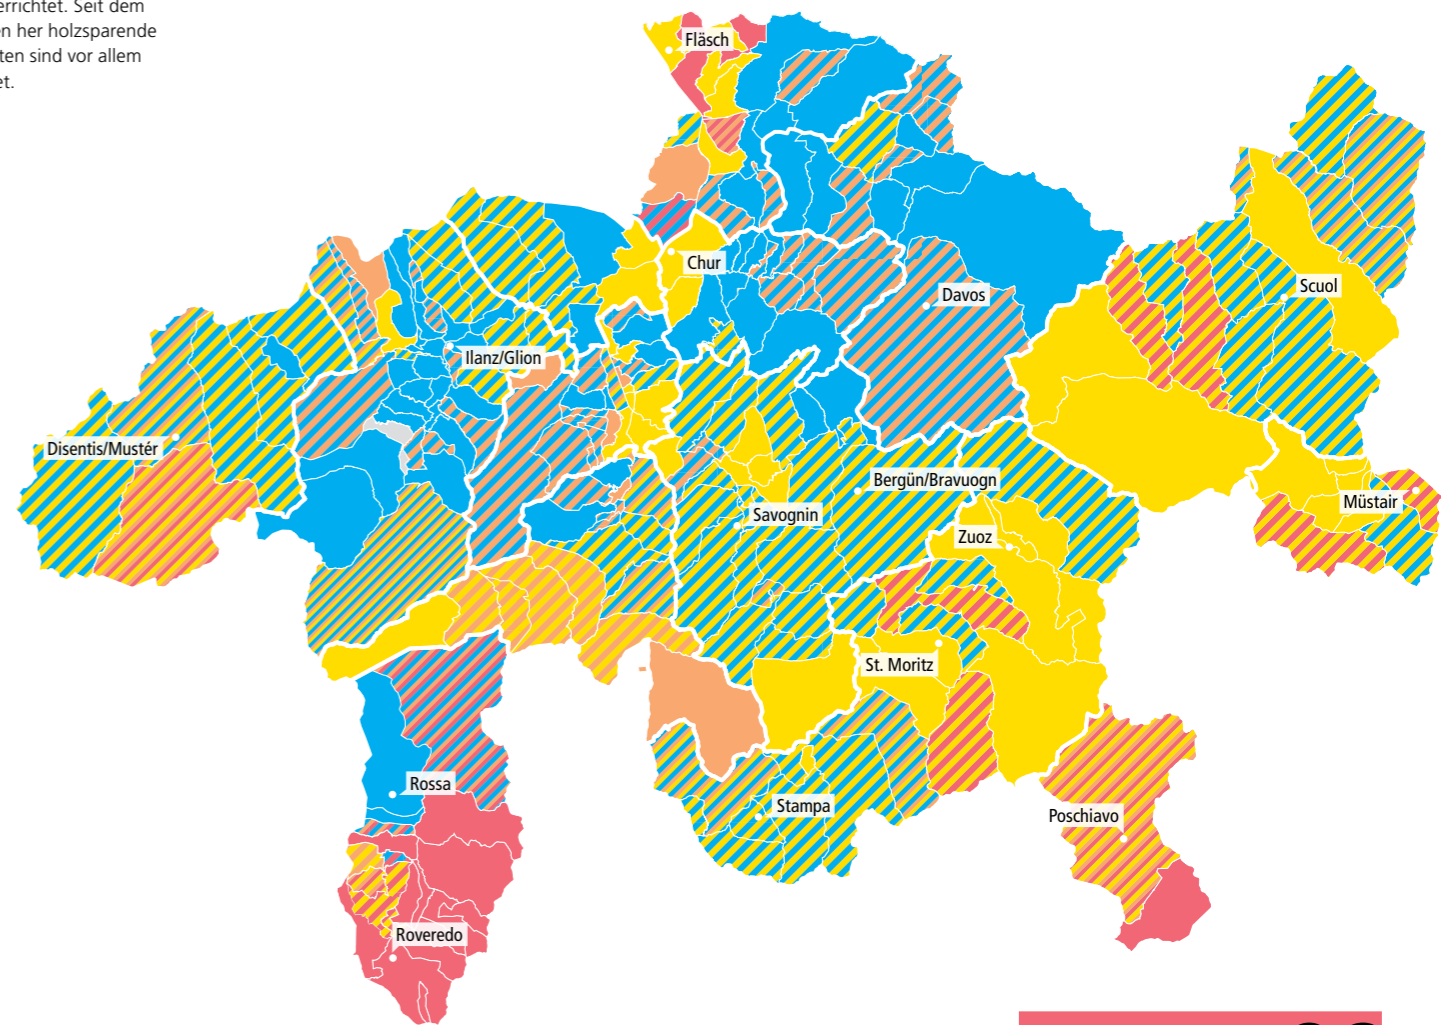 errichtet. Seit dem
en her holzsparende
ten sind vor allem
et.
Fläsch
Chur
Davos
Scuol
Ilanz/Glion
Disentis/Mustér
Bergün/Bravuogn
Müstair
Savognin
Zuoz
St. Moritz
Rossa
Stampa
Poschiavo
Roveredo